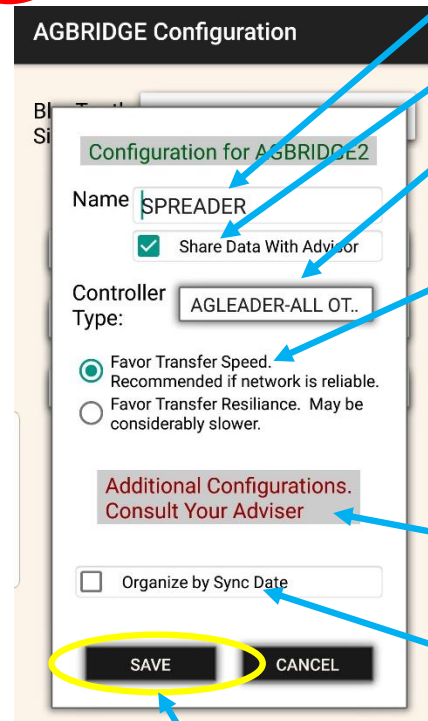 AGBRIDGE Configuration
Si
Configuration for AGBRIDGE2
Name SPREADER
Share Data With Advisor
Controller
Type:
AGLEADER-ALL OT..
Favor Transfer Speed.
Recommended if network is reliable.
Favor Transfer Resiliance. May be
considerably slower.
Additional Configurations.
Consult Your Adviser
Organize by Sync Date
SAVE CANCEL